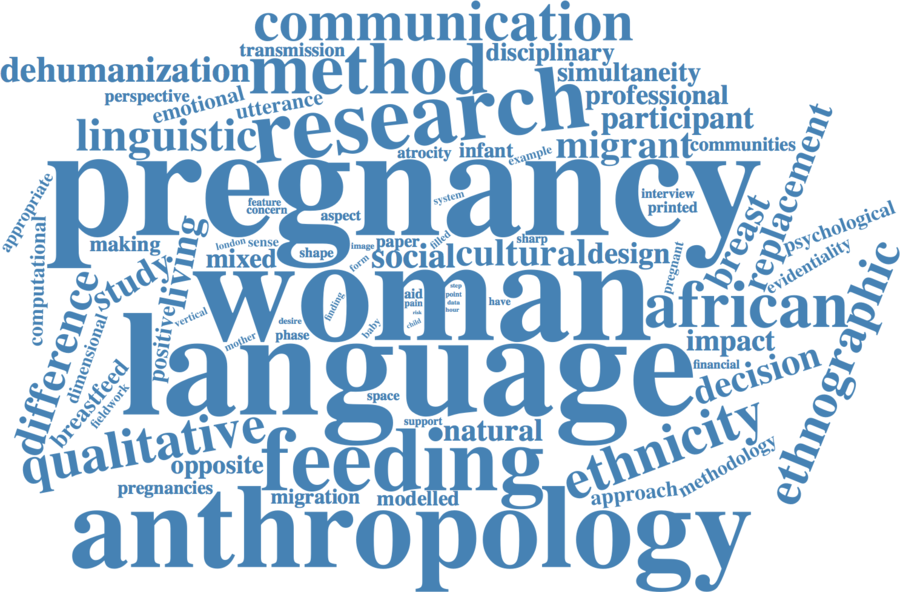 communication
transmission
disciplinary
dehumanization
method
simultaneity
perspective
emotional
utterance
research
professional
participant
linguistic
atrocity
infant
example
migrant
communities
appropriate
pregnancy
feature
concern
aspect
system
interview
printed
replacement
breast
psychological
evidentiality
computational
making
london
sense
mixed
shape
image
form
paper
filled
social
cultural
sharp
design
pregnant
living
study
positive
difference
vertical
woman
finding
aid
pain
risk
child
step
point
data
hour
have
african
ethnographic
desire
phase
mother
baby
impact
language
financial
decision
dimensional
breastfeed
fieldwork
space
support
natural
qualitative
opposite
feeding
ethnicity
methodology
approach
pregnancies
migration
modelled
anthropology